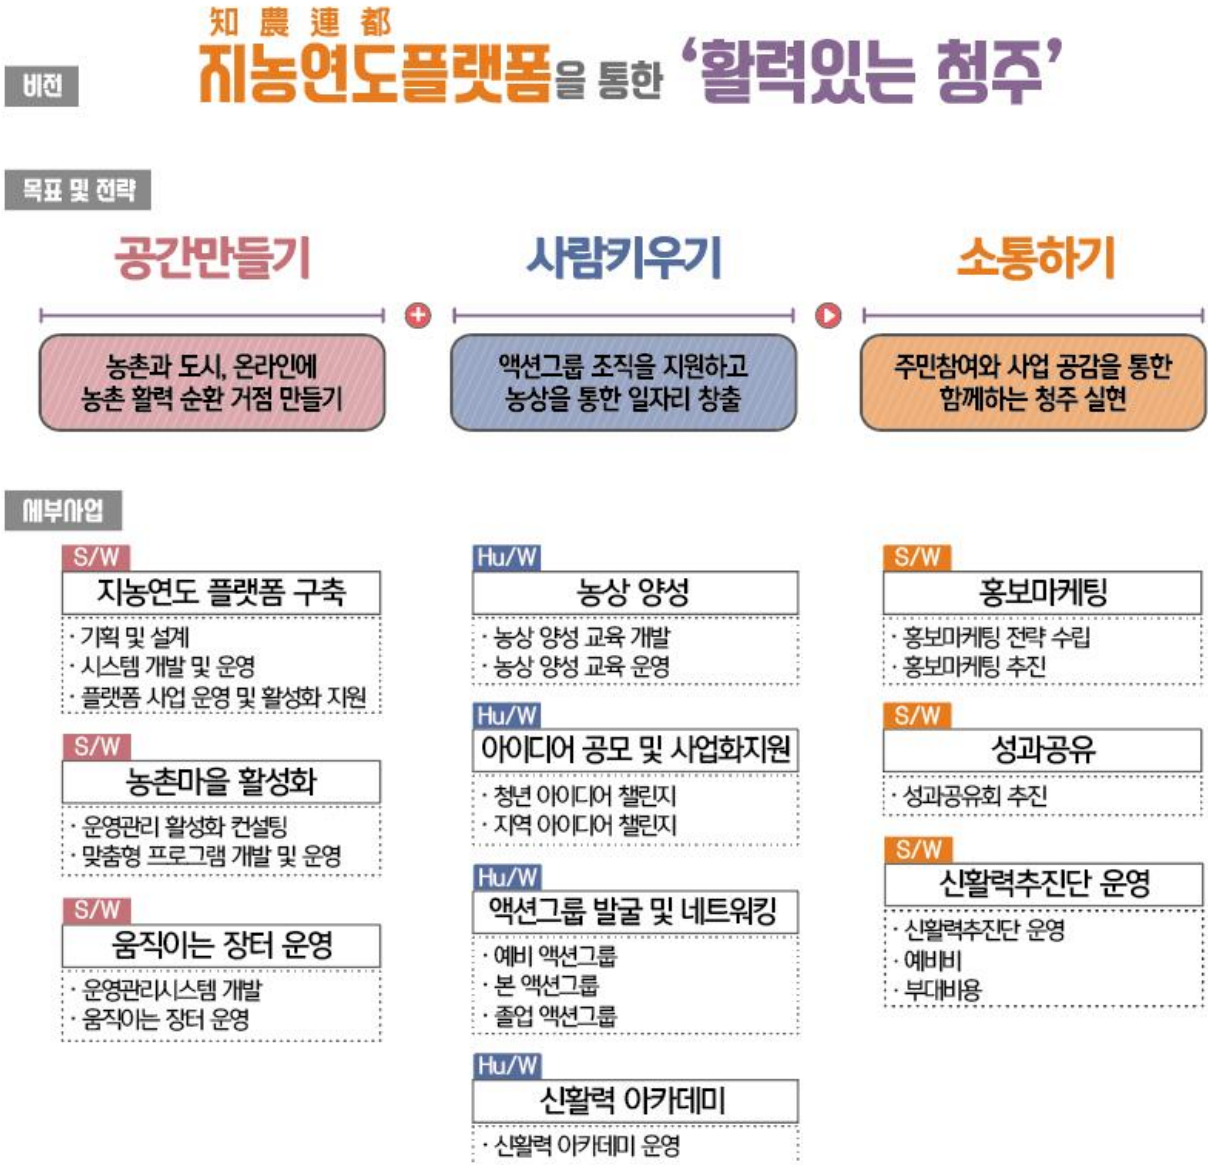 知農連都
비전
지농연도플랫폼을 통한 ‘활력있는 청주’
목표 및 전략
공간만들기
농촌과 도시, 온라인에
농촌 활력 순환 거점 만들기
사람키우기
액션그룹 조직을 지원하고
농상을 통한 일자리 창출
소통하기
주민참여와 사업 공감을 통한
함께하는 청주 실현
세부사업
S/W
지농연도 플랫폼 구축
· 기획 및 설계
· 시스템 개발 및 운영
· 플랫폼 사업 운영 및 활성화 지원
S/W
농촌마을 활성화
· 운영관리 활성화 컨설팅
· 맞춤형 프로그램 개발 및 운영
S/W
움직이는 장터 운영
· 운영관리시스템 개발
· 움직이는 장터 운영
Hu/W
농상 양성
· 농상 양성 교육 개발
· 농상 양성 교육 운영
Hu/W
아이디어 공모 및 사업화지원
· 청년 아이디어 챌린지
· 지역 아이디어 챌린지
Hu/W
액션그룹 발굴 및 네트워킹
· 예비 액션그룹
· 본 액션그룹
· 졸업 액션그룹
Hu/W
신활력 아카데미
· 신활력 아카데미 운영
S/W
홍보마케팅
· 홍보마케팅 전략 수립
· 홍보마케팅 추진
S/W
성과공유
· 성과공유회 추진
S/W
신활력추진단 운영
· 신활력추진단 운영
· 예비비
· 부대비용